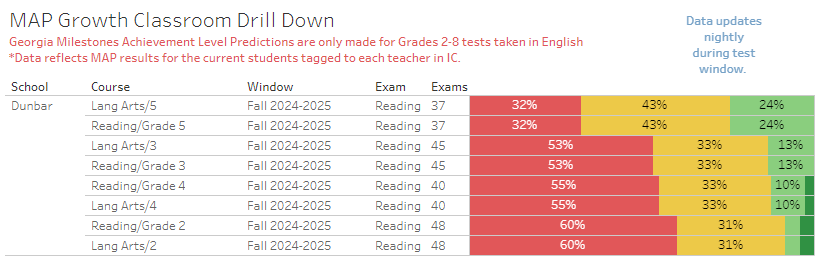 MAP Growth Classroom Drill Down
Georgia Milestones Achievement Level Predictions are only made for Grades 2-8 tests taken in English
*Data reflects MAP results for the current students tagged to each teacher in IC.
Data updates
nightly
during test
window.
School Course Window Exam Exams
Dunbar Lang Arts/5 Fall 2024-2025 Reading 37 32% 43% 24%
Reading/Grade 5 Fall 2024-2025 Reading 37 32% 43% 24%
Lang Arts/3 Fall 2024-2025 Reading 45 53% 33% 13%
Reading/Grade 3 Fall 2024-2025 Reading 45 53% 33% 13%
Reading/Grade 4 Fall 2024-2025 Reading 40 55% 33% 10%
Lang Arts/4 Fall 2024-2025 Reading 40 55% 33% 10%
Reading/Grade 2 Fall 2024-2025 Reading 48 60% 31%
Lang Arts/2 Fall 2024-2025 Reading 48 60% 31%